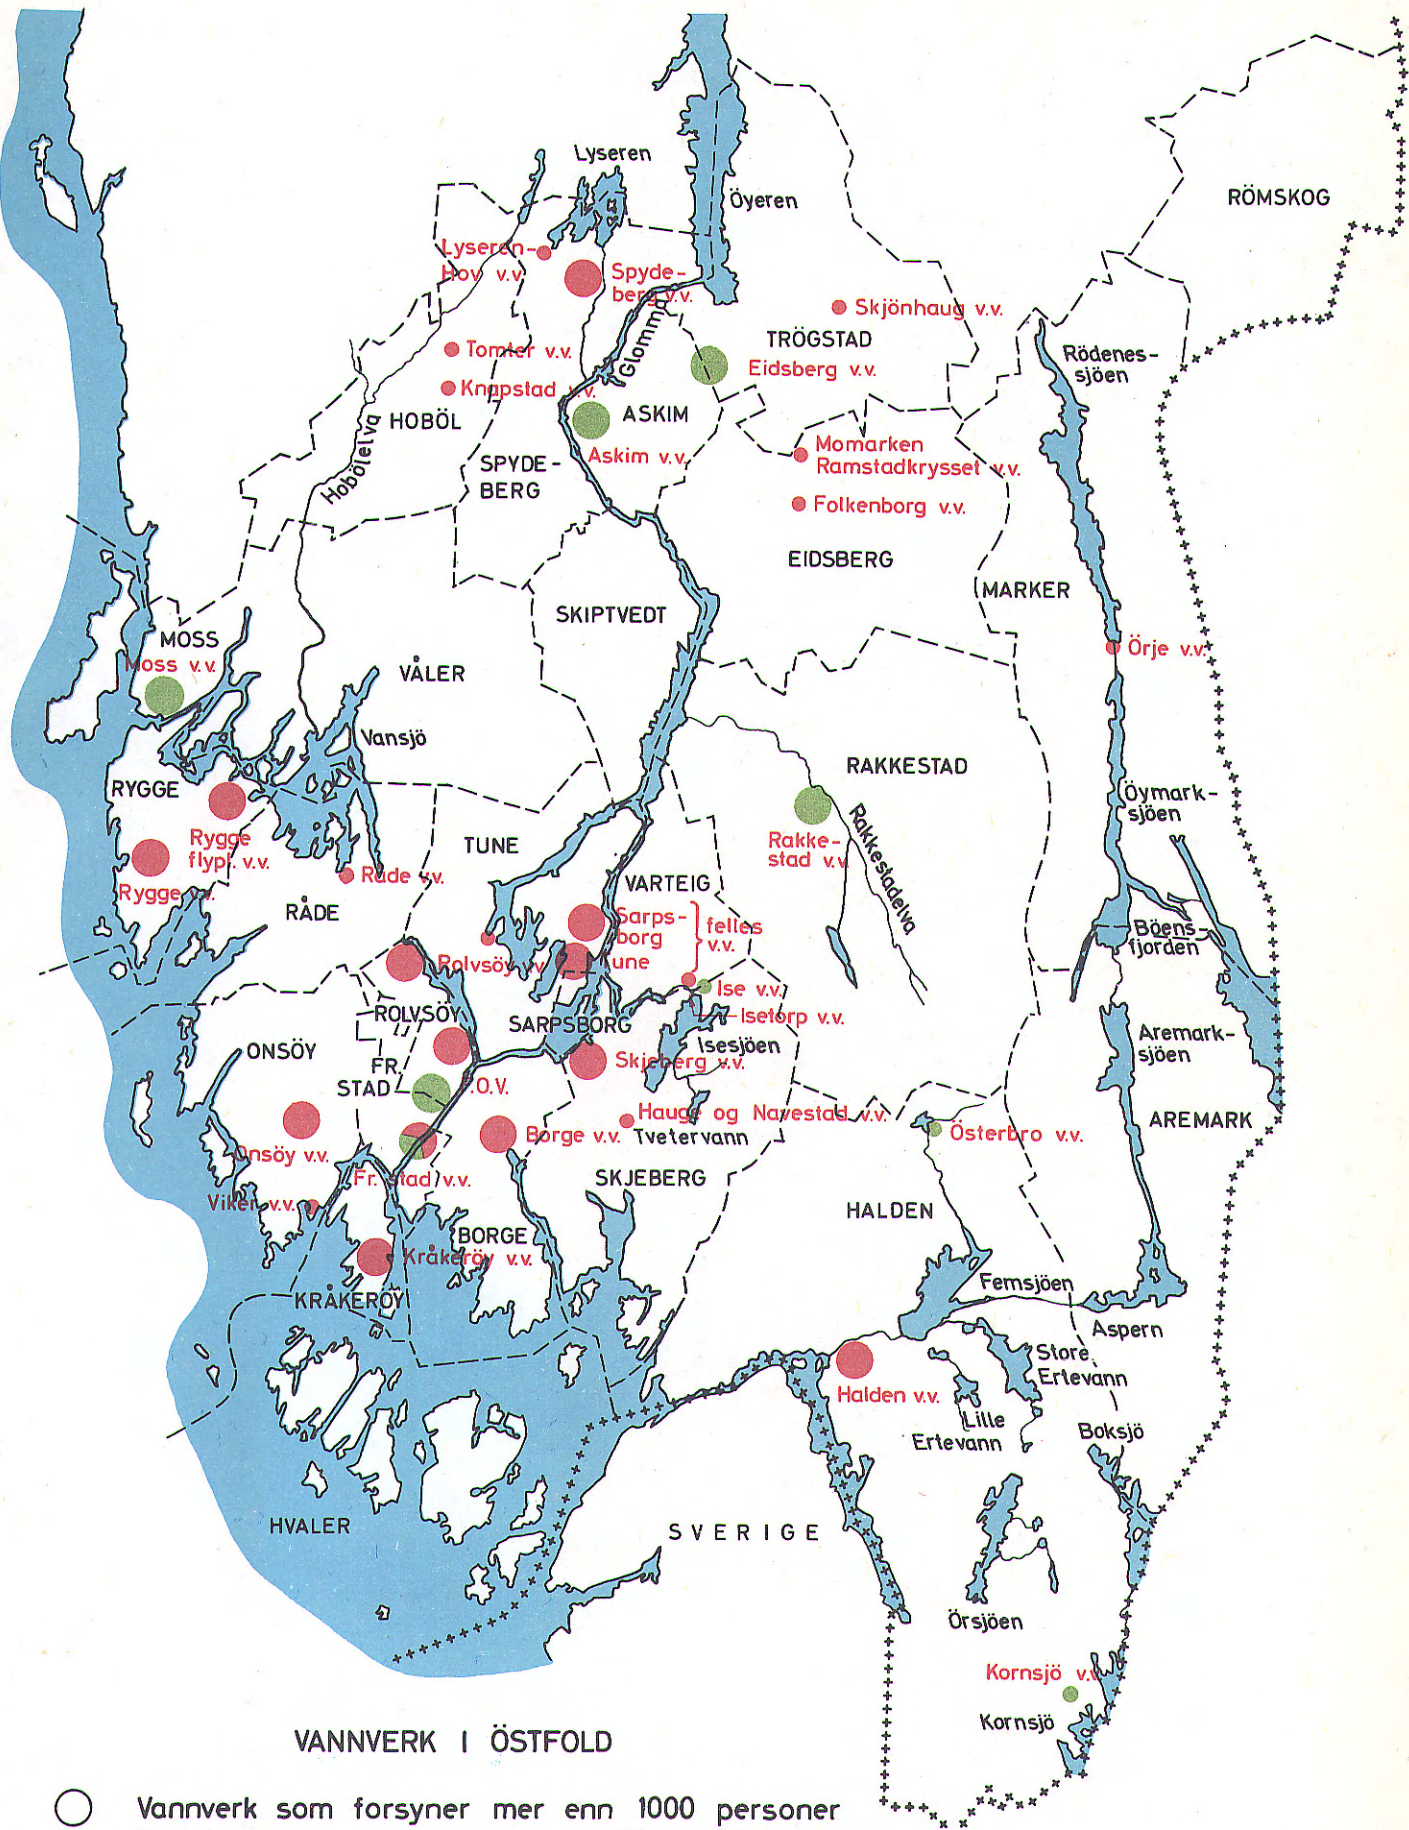 Lyseren
Öyeren
RÖMSKOG
Lyseren-
Hov v.v.
Spyde-
berg v.v.
Glomma
Skjönhaug v.v.
TRÖGSTAD
Eidsberg v.v.
Rödenes-
sjöen
Tomter v.v.
Knapstad v.v.
HOBÖL
Hobölelva
ASKIM
Askim v.v.
SPYDE-
BERG
Momarken
Ramstadkrysset v.v.
Folkenborg v.v.
EIDSBERG
MARKER
SKIPTVEDT
MOSS
Moss v.v.
VÅLER
Örje v.v.
Vansjö
RYGGE
Rygge
flypl. v.v.
Rygge v.v.
RAKKESTAD
Rakke-
stad v.v.
Rakkestadelva
Öymark-
sjöen
TUNE
VARTEIG
Råde v.v.
RÅDE
Sarps-
borg
Tune
felles
v.v.
Böens-
fjorden
Rolvsöy v.v.
Ise v.v.
Isetorp v.v.
ROLVSÖY
SARPSBORG
Isesjöen
Aremark-
sjöen
ONSÖY
FR.
STAD
F.O.V.
Skjeberg v.v.
Hauge og Navestad v.v.
Tvetervann
Österbro v.v.
AREMARK
Onsöy v.v.
Borge v.v.
Fr. stad v.v.
SKJEBERG
Viker v.v.
HALDEN
BORGE
Kråkeröy v.v.
KRÅKERÖY
Femsjöen
Aspern
Store
Ertevann
Halden v.v.
Lille
Ertevann
Boksjö
HVALER
SVERIGE
Örsjöen
Kornsjö v.v.
Kornsjö
VANNVERK I ÖSTFOLD
Vannverk som forsyner mer enn 1000 personer